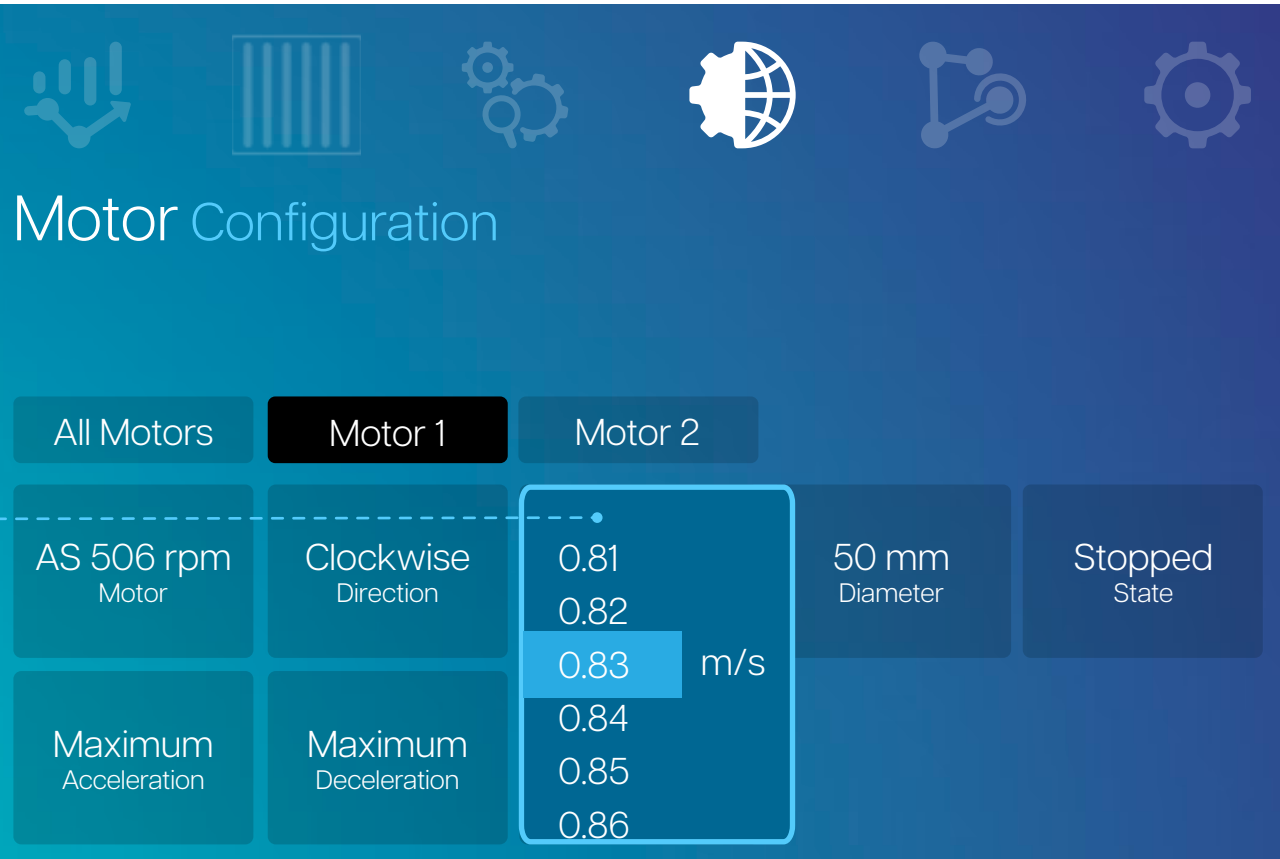 Motor Configuration
All Motors
Motor 1
Motor 2
AS 506 rpm
Motor
Clockwise
Direction
0.81
0.82
0.83
m/s
0.84
0.85
0.86
50 mm
Diameter
Stopped
State
Maximum
Acceleration
Maximum
Deceleration